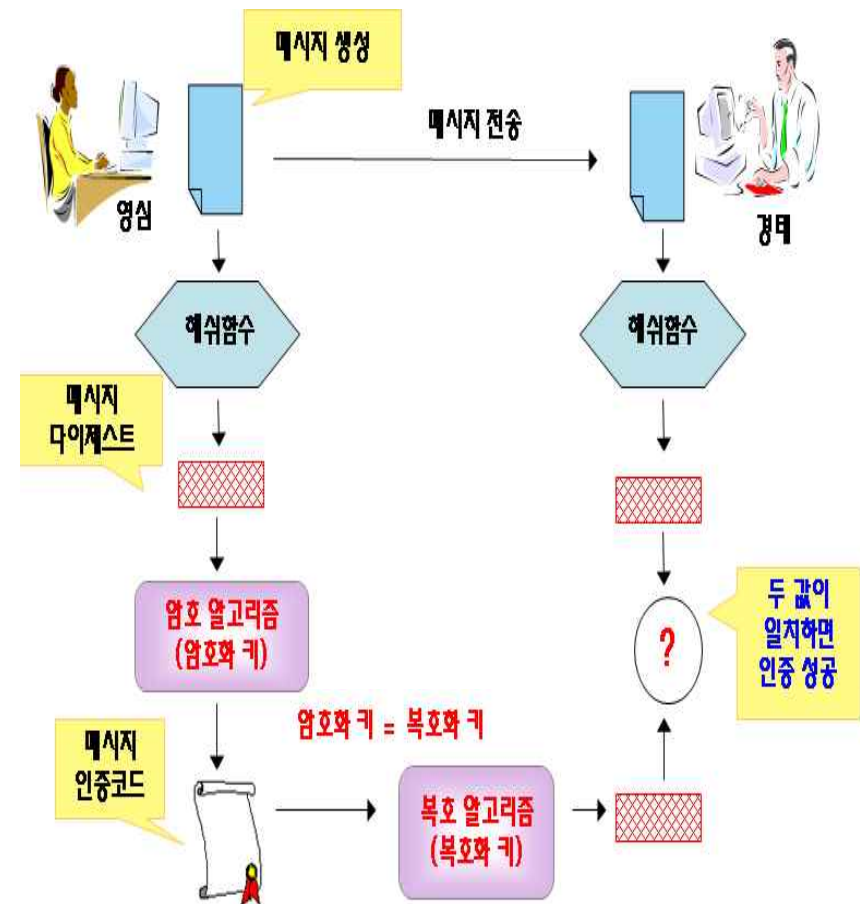 메시지 생성
메시지 전송
영심
경태
해쉬함수
해쉬함수
메시지
다이제스트
암호 알고리즘
(암호화 키)
?
두 값이
일치하면
인증 성공
암호화 키 = 복호화 키
메시지
인증코드
복호 알고리즘
(복호화 키)